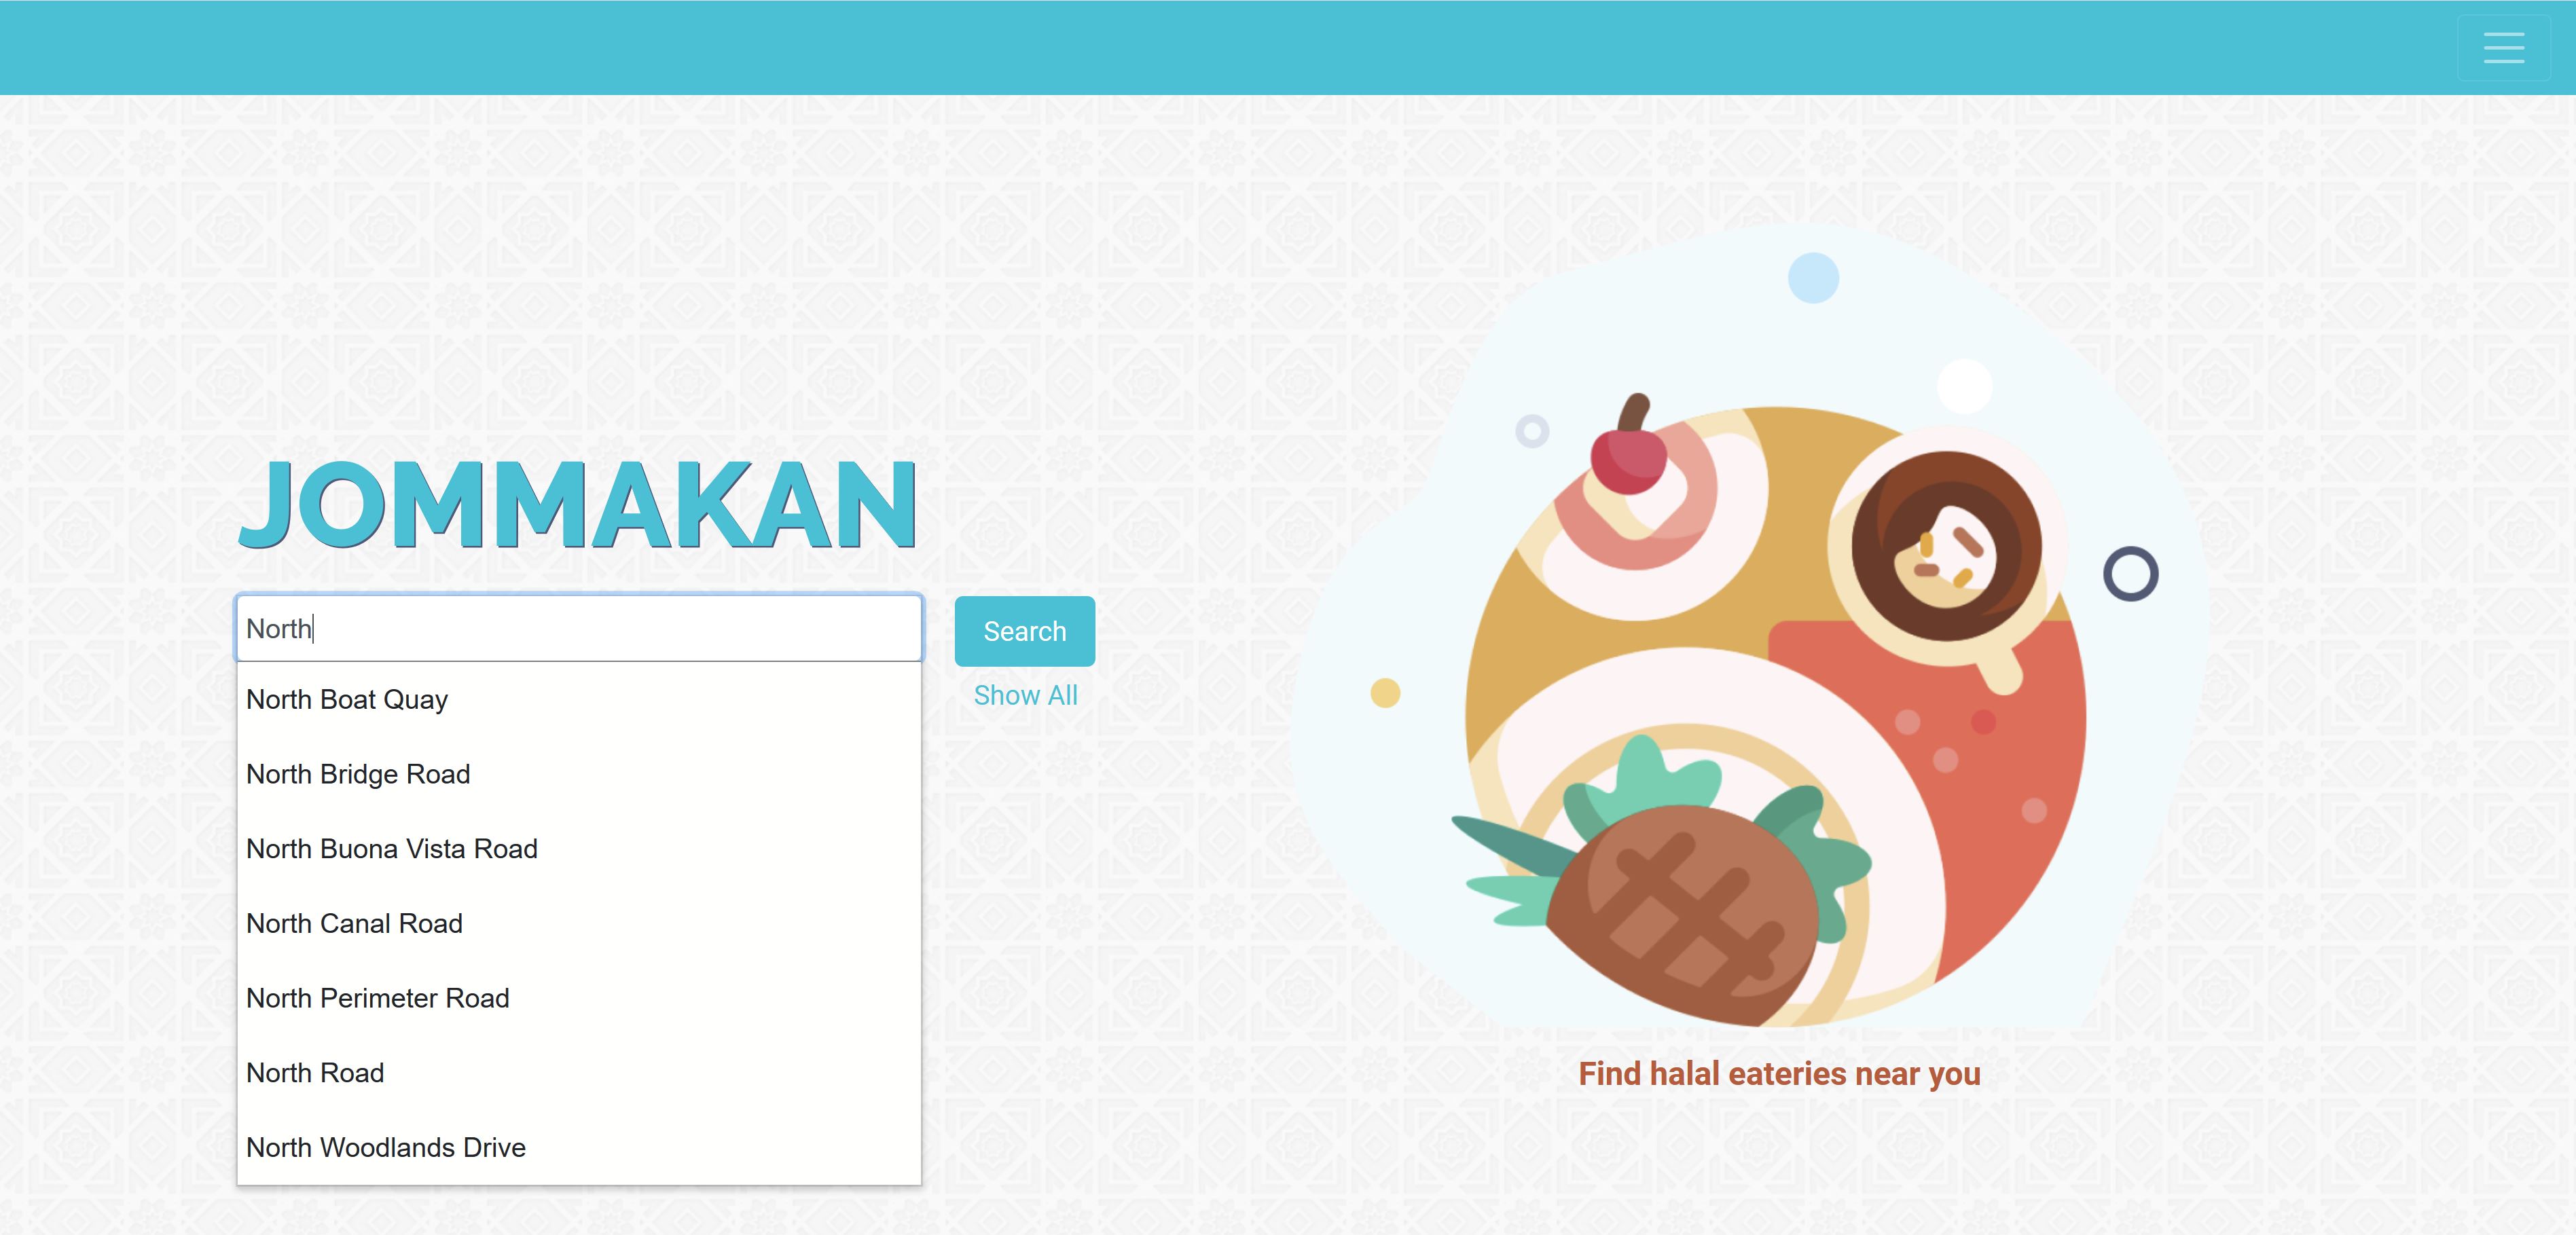 JOMMAKAN
North
Search
Show All
North Boat Quay
North Bridge Road
North Buona Vista Road
North Canal Road
North Perimeter Road
North Road
North Woodlands Drive
Find halal eateries near you